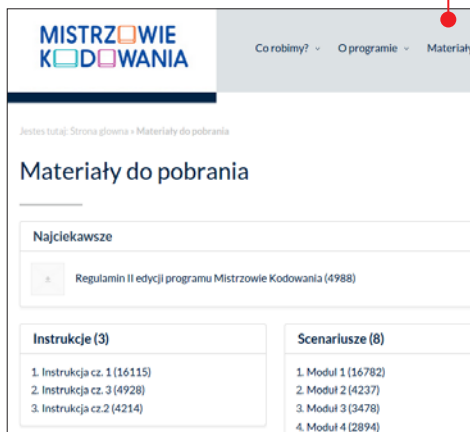 MISTRZOWIE
KODOWANIA
Co robimy? O programie Materiały
Jestes tutaj: Strona glowna » Materiały do pobrania
Materiały do pobrania
Najciekawsze
Regulamin II edycji programu Mistrzowie Kodowania (4988)
Instrukcje (3)
1. Instrukcja cz. 1 (16115)
2. Instrukcja cz. 3 (4928)
3. Instrukcja cz.2 (4214)
Scenariusze (8)
1. Moduł 1 (16782)
2. Moduł 2 (4237)
3. Moduł 3 (3478)
4. Moduł 4 (2894)